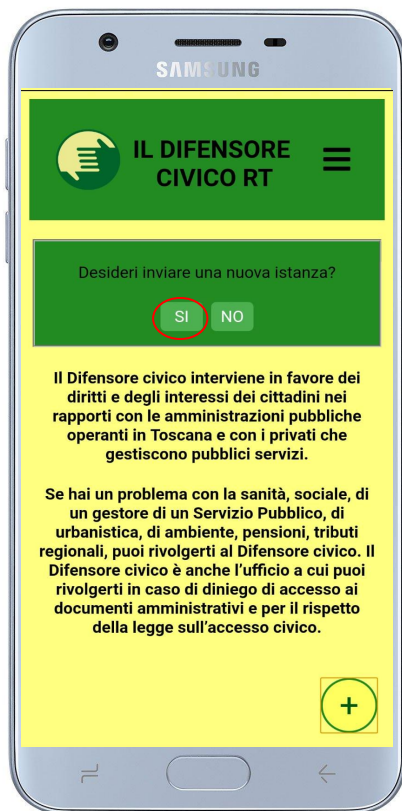 SAMSUNG
IL DIFENSORE
CIVICO RT
Desideri inviare una nuova istanza?
SI NO
Il Difensore civico interviene in favore dei
diritti e degli interessi dei cittadini nei
rapporti con le amministrazioni pubbliche
operanti in Toscana e con i privati che
gestiscono pubblici servizi.
Se hai un problema con la sanità, sociale, di
un gestore di un Servizio Pubblico, di
urbanistica, di ambiente, pensioni, tributi
regionali, puoi rivolgerti al Difensore civico. Il
Difensore civico è anche l’ufficio a cui puoi
rivolgerti in caso di diniego di accesso ai
documenti amministrativi e per il rispetto
della legge sull’accesso civico.
+